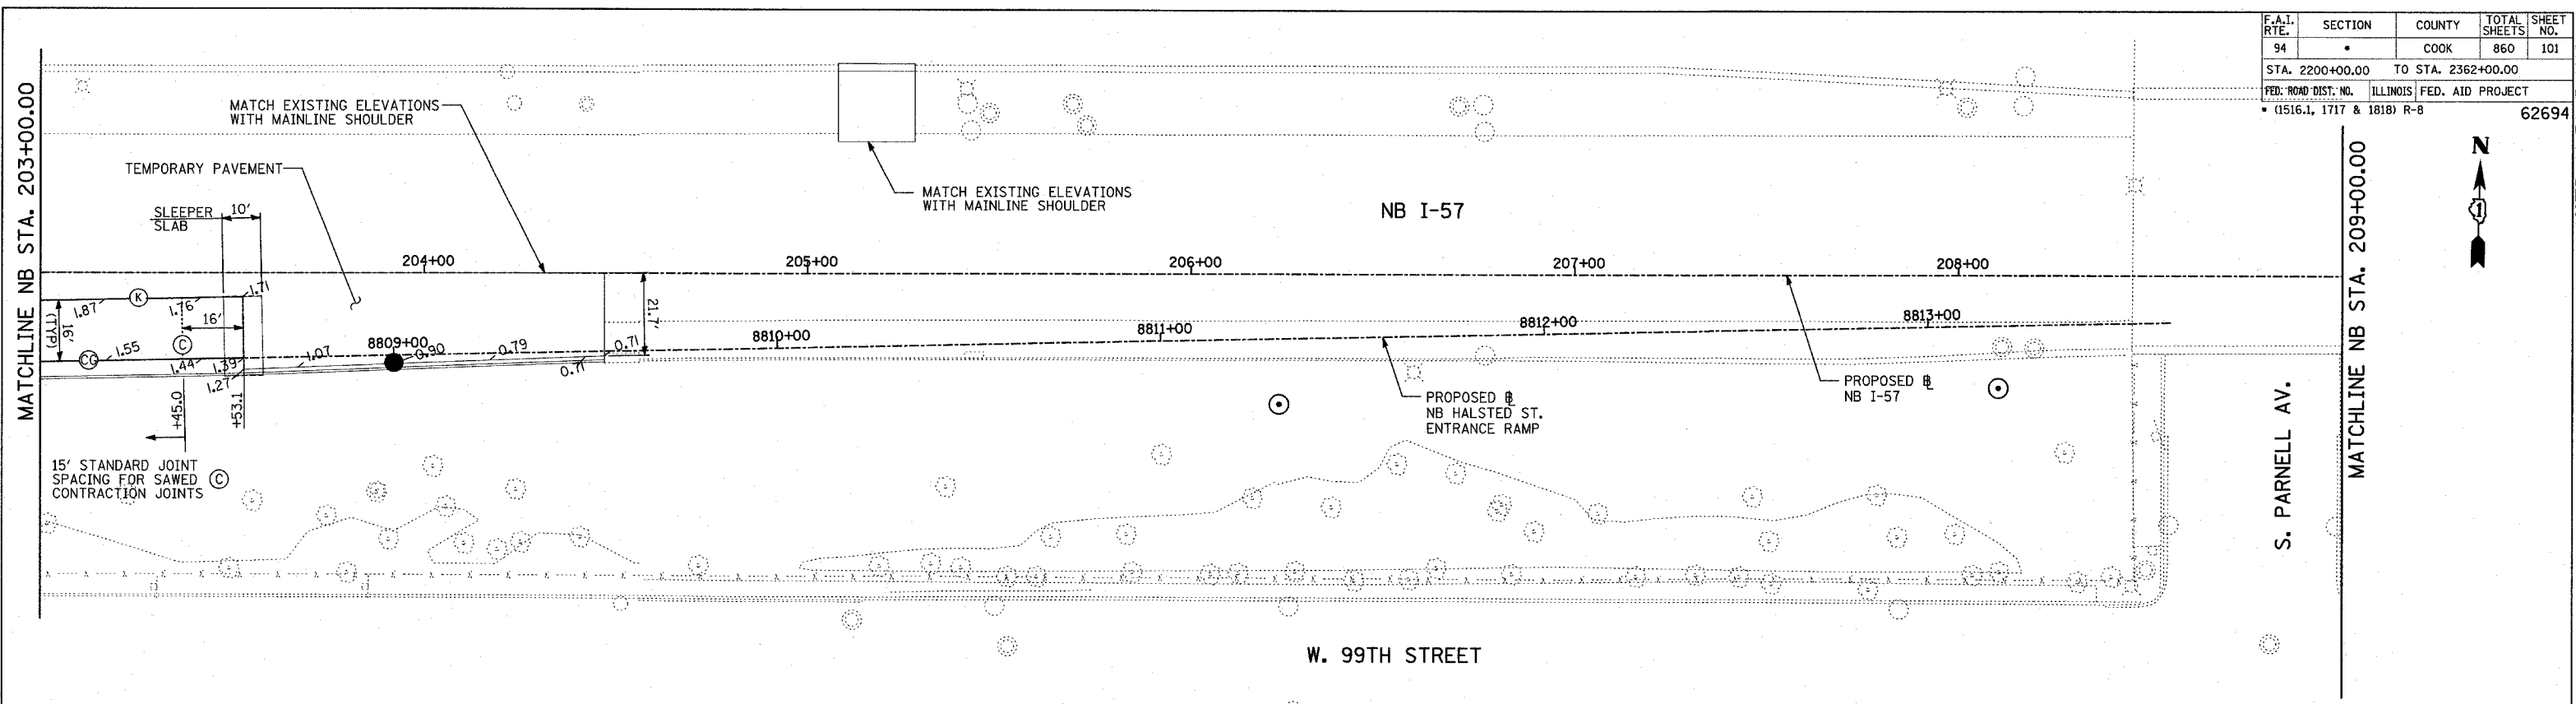 F.A.I. RTE. SECTION COUNTY TOTAL SHEETS SHEET NO.
94 • COOK 860 101
STA. 2200+00.00 TO STA. 2362+00.00
FED. ROAD DIST. NO. ILLINOIS FED. AID PROJECT
• (1516.1, 1717 & 1818) R-8
62694
N
1
MATCHLINE NB STA. 203+00.00
MATCH EXISTING ELEVATIONS
WITH MAINLINE SHOULDER
TEMPORARY PAVEMENT
SLEEPER
SLAB
10'
MATCH EXISTING ELEVATIONS
WITH MAINLINE SHOULDER
NB I-57
204+00 205+00 206+00 207+00 208+00
1.87 K 1.76 1.71
16'
(TYP)
16'
21.7'
C
CG 1.55 1.44 1.39 1.27
1.07 0.90 0.79 0.71
0.71
8809+00 8810+00 8811+00 8812+00 8813+00
+45.0
+53.1
15' STANDARD JOINT
SPACING FOR SAWED C
CONTRACTION JOINTS
PROPOSED ℄
NB HALSTED ST.
ENTRANCE RAMP
PROPOSED ℄
NB I-57
S. PARNELL AV.
MATCHLINE NB STA. 209+00.00
W. 99TH STREET